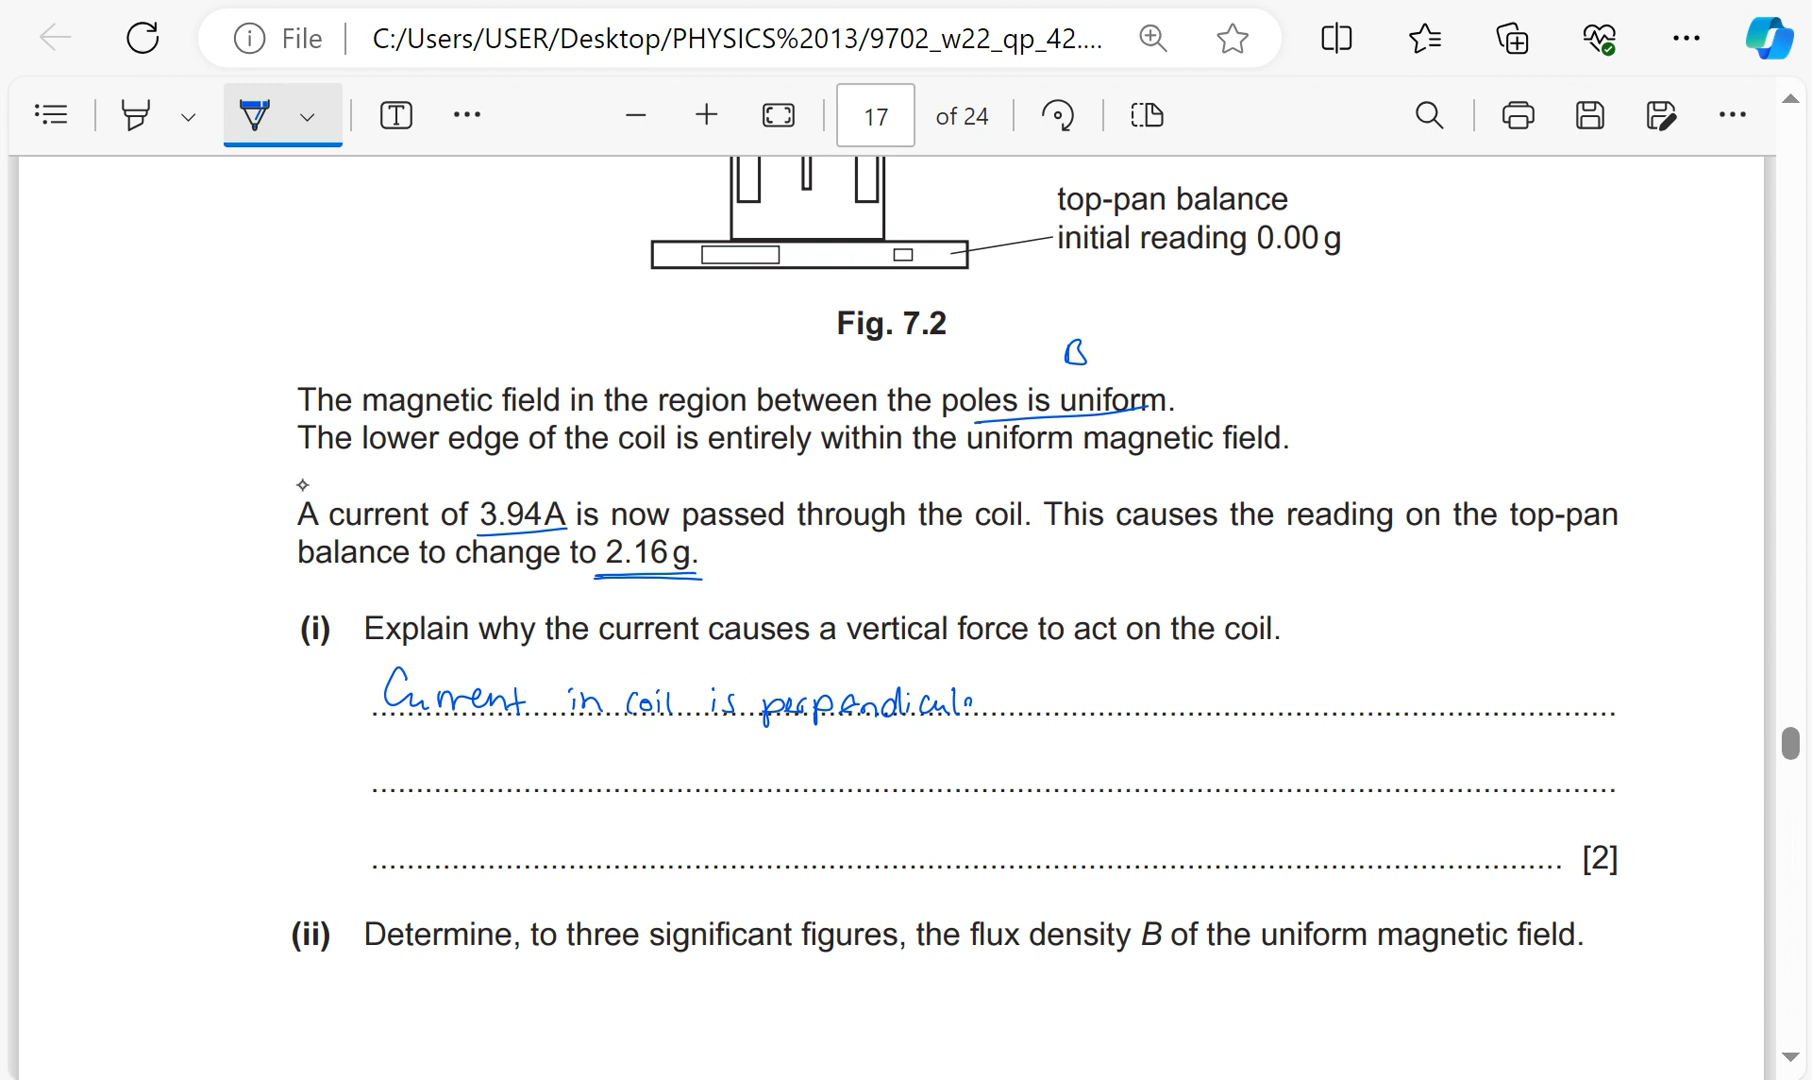 File
C:/Users/USER/Desktop/PHYSICS%2013/9702_w22_qp_42....
17 of 24
top-pan balance
initial reading 0.00 g
Fig. 7.2
B
The magnetic field in the region between the poles is uniform.
The lower edge of the coil is entirely within the uniform magnetic field.
A current of 3.94 A is now passed through the coil. This causes the reading on the top-pan
balance to change to 2.16 g.
(i) Explain why the current causes a vertical force to act on the coil.
Current in coil is perpendicula
[2]
(ii) Determine, to three significant figures, the flux density B of the uniform magnetic field.